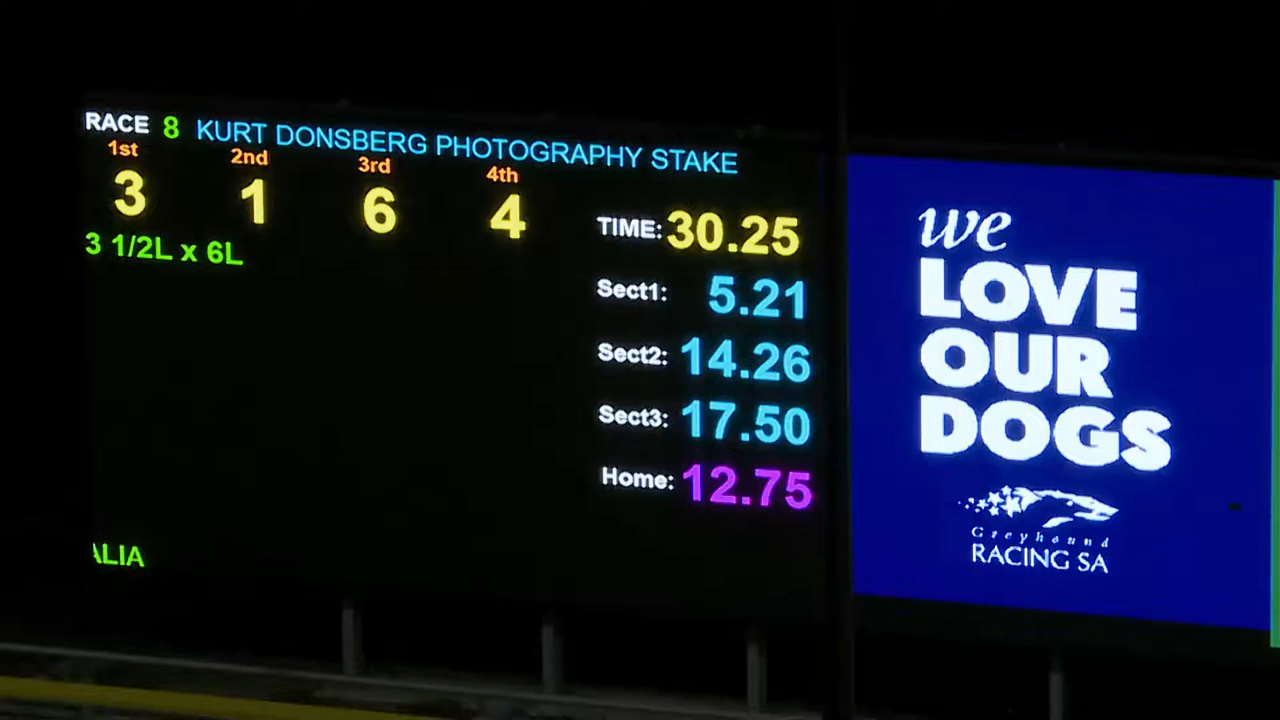 RACE 8 KURT DONSBERG PHOTOGRAPHY STAKE
1st 2nd 3rd 4th
3 1 6 4
3 1/2L x 6L
TIME: 30.25
Sect1: 5.21
Sect2: 14.26
Sect3: 17.50
Home: 12.75
ALIA
we
LOVE
OUR
DOGS
Greyhound
RACING SA